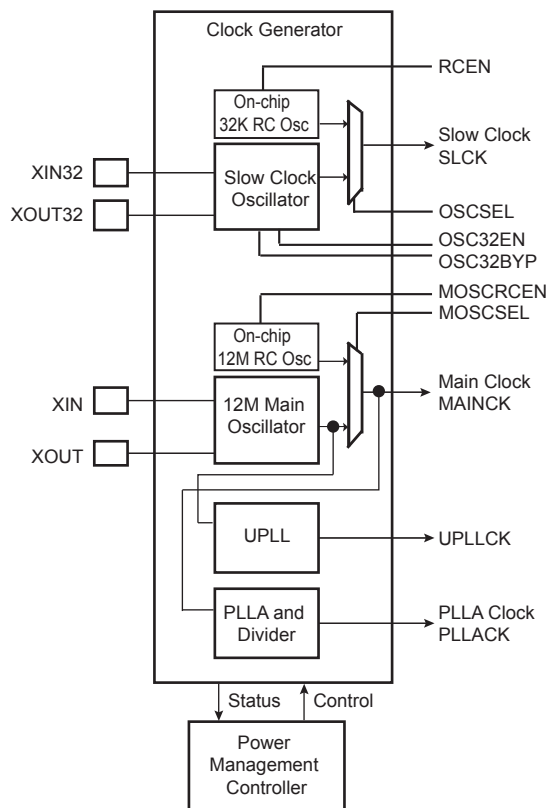 Clock Generator
RCEN
On-chip
32K RC Osc
Slow Clock
SLCK
XIN32
Slow Clock
Oscillator
XOUT32
OSCSEL
OSC32EN
OSC32BYP
MOSCRCEN
MOSCSEL
On-chip
12M RC Osc
Main Clock
MAINCK
XIN
12M Main
Oscillator
XOUT
UPLL
UPLLCK
PLLA and
Divider
PLLA Clock
PLLACK
Status
Control
Power
Management
Controller